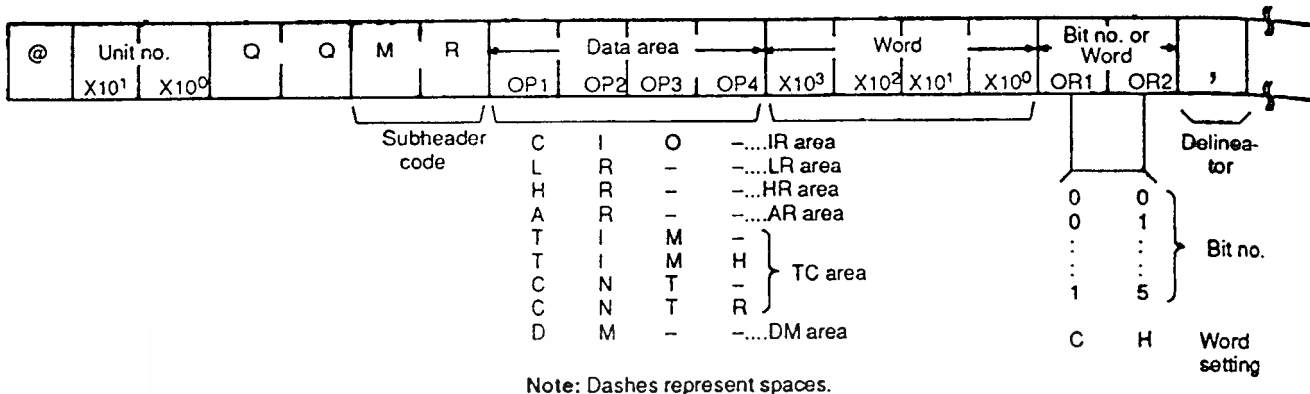 @ Unit no. Q Q M R Data area Word Bit no. or Word ,
X10¹ X10⁰ OP1 OP2 OP3 OP4 X10³ X10² X10¹ X10⁰ OR1 OR2
Subheader code
Delinea-
tor
C I O –....IR area
L R – –....LR area
H R – –...HR area
A R – –....AR area
T I M –
T I M H
C N T –
C N T R
TC area
D M – –....DM area
0 0
0 1
. .
. .
1 5
Bit no.
C H Word setting
Note: Dashes represent spaces.